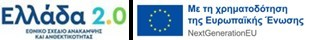 Ελλάδα 2.0
ΕΘΝΙΚΟ ΣΧΕΔΙΟ ΑΝΑΚΑΜΨΗΣ
ΚΑΙ ΑΝΘΕΚΤΙΚΟΤΗΤΑΣ
Με τη χρηματοδότηση
της Ευρωπαϊκής Ένωσης
NextGenerationEU